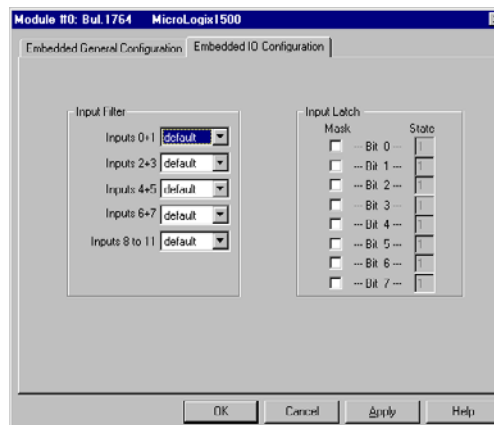 Module #0: Bul.1764 MicroLogix1500
Embedded General Configuration Embedded IO Configuration
Input Filter
Inputs 0+1 default
Inputs 2+3 default
Inputs 4+5 default
Inputs 6+7 default
Inputs 8 to 11 default
Input Latch
Mask State
--- Bit 0 --- 1
--- Bit 1 --- 1
--- Bit 2 --- 1
--- Bit 3 --- 1
--- Bit 4 --- 1
--- Bit 5 --- 1
--- Bit 6 --- 1
--- Bit 7 --- 1
OK Cancel Apply Help